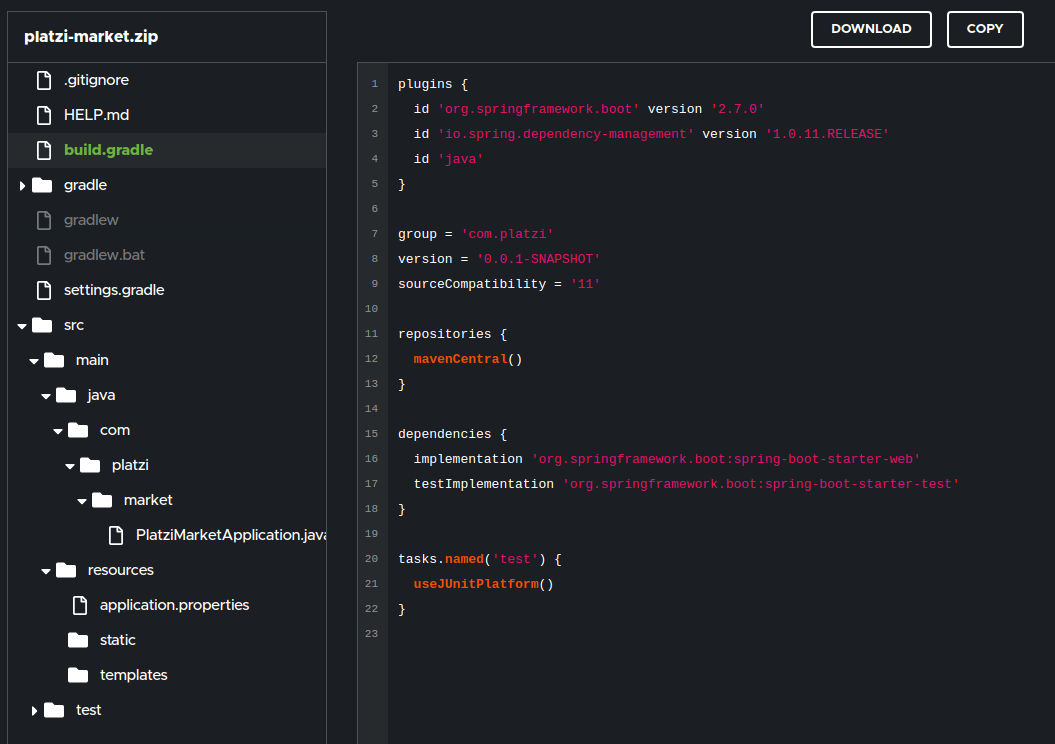 platzi-market.zip
DOWNLOAD
COPY
.gitignore
HELP.md
build.gradle
gradle
gradlew
gradlew.bat
settings.gradle
src
main
java
com
platzi
market
PlatziMarketApplication.java
resources
application.properties
static
templates
test
1 plugins {
2   id 'org.springframework.boot' version '2.7.0'
3   id 'io.spring.dependency-management' version '1.0.11.RELEASE'
4   id 'java'
5 }
6
7 group = 'com.platzi'
8 version = '0.0.1-SNAPSHOT'
9 sourceCompatibility = '11'
10
11 repositories {
12   mavenCentral()
13 }
14
15 dependencies {
16   implementation 'org.springframework.boot:spring-boot-starter-web'
17   testImplementation 'org.springframework.boot:spring-boot-starter-test'
18 }
19
20 tasks.named('test') {
21   useJUnitPlatform()
22 }
23